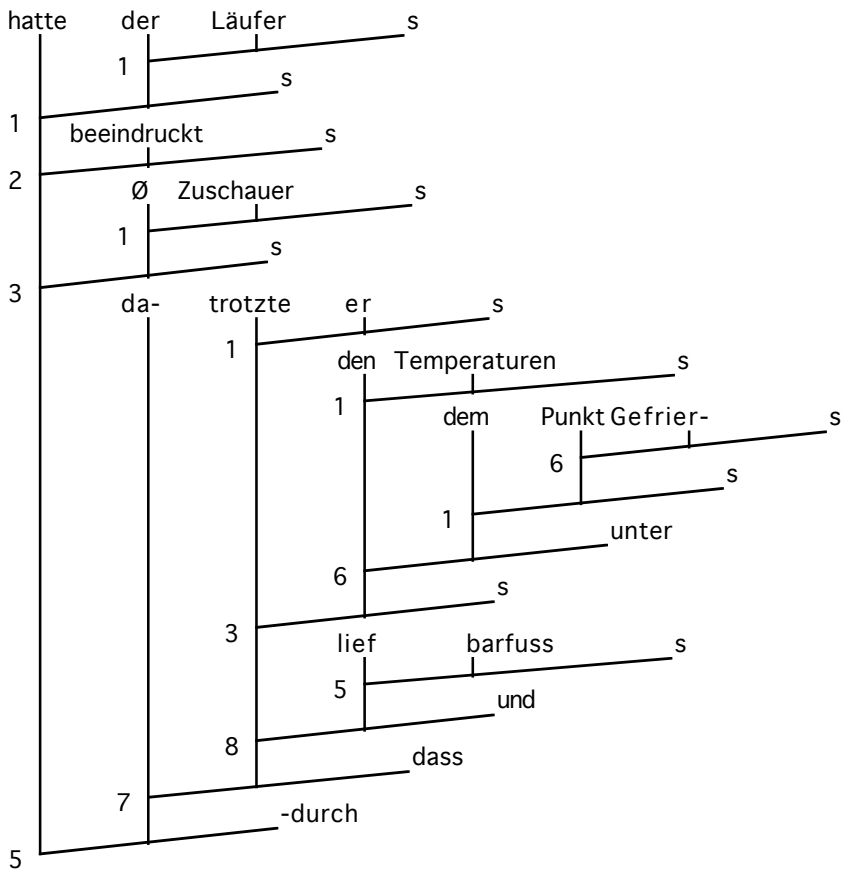 hatte der Läufer s
1
s
1
beeindruckt s
2
Ø Zuschauer s
1
s
3
da- trotzte er s
1
den Temperaturen s
1
dem Punkt Gefrier- s
6
s
1
unter
6
s
3
lief barfuss s
5
und
8
dass
7
-durch
5